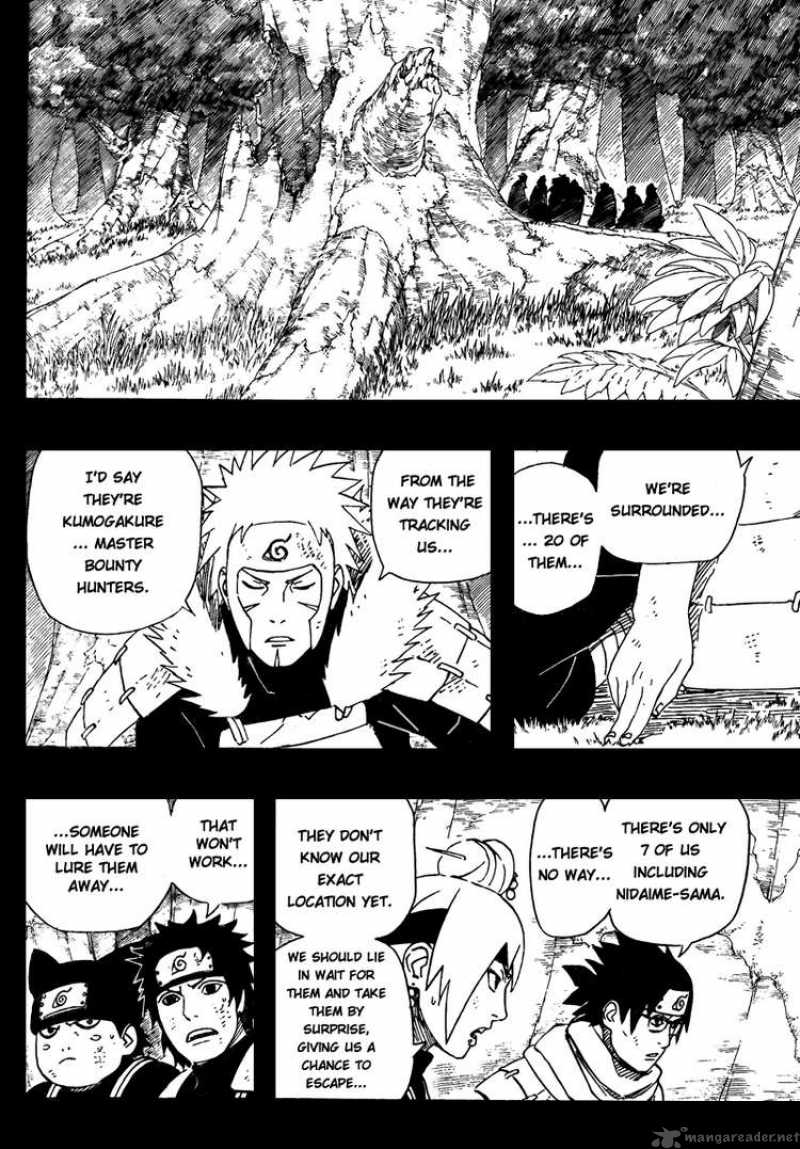 WE'RE
SURROUNDED...
...THERE'S
... 20 OF
THEM...
FROM THE
WAY THEY'RE
TRACKING
US...
I'D SAY
THEY'RE
KUMOGAKURE
... MASTER
BOUNTY
HUNTERS.
THERE'S ONLY
7 OF US
INCLUDING
NIDAIME-SAMA.
...THERE'S
NO WAY...
THEY DON'T
KNOW OUR
EXACT
LOCATION YET.
WE SHOULD LIE
IN WAIT FOR
THEM AND TAKE
THEM BY
SURPRISE,
GIVING US A
CHANCE TO
ESCAPE...
THAT
WON'T
WORK...
...SOMEONE
WILL HAVE TO
LURE THEM
AWAY...
mangareader.net